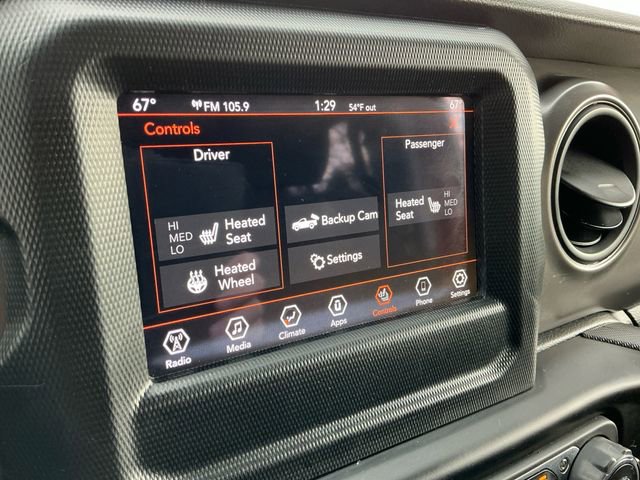 67° FM 105.9 1:29 54°F out 67°
Controls
Driver
Passenger
HI
MED
LO
Heated
Seat
Backup Cam
Heated
Seat
HI
MED
LO
Heated
Wheel
Settings
Radio
Media
Climate
Apps
Controls
Phone
Settings